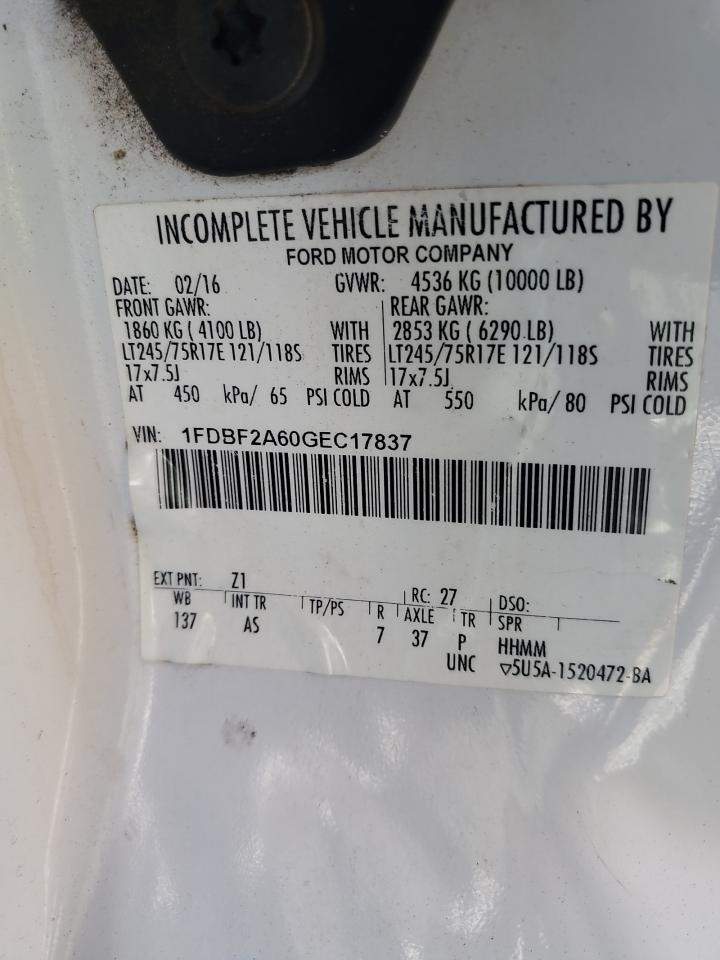 INCOMPLETE VEHICLE MANUFACTURED BY
FORD MOTOR COMPANY
DATE: 02/16 GVWR: 4536 KG (10000 LB)
FRONT GAWR: REAR GAWR:
1860 KG ( 4100 LB) WITH 2853 KG ( 6290 LB) WITH
LT245/75R17E 121/118S TIRES LT245/75R17E 121/118S TIRES
17x7.5J RIMS 17x7.5J RIMS
AT 450 kPa/ 65 PSI COLD AT 550 kPa/ 80 PSI COLD
VIN: 1FDBF2A60GEC17837
EXT PNT: Z1 RC: 27 DSO:
WB INT TR TP/PS R AXLE TR SPR
137 AS 7 37 P HHMM
UNC ▽5U5A-1520472-BA